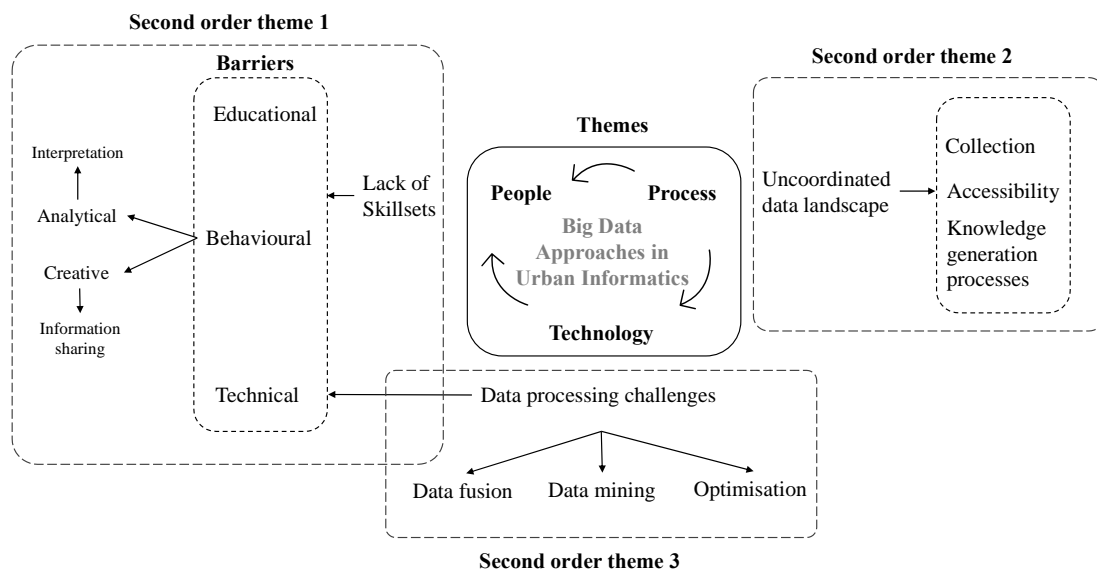 Second order theme 1
Barriers
Educational
Interpretation
Analytical
Behavioural
Creative
Information
sharing
Technical
Lack of
Skillsets
Themes
People
Process
Big Data
Approaches in
Urban Informatics
Technology
Second order theme 2
Uncoordinated
data landscape
Collection
Accessibility
Knowledge
generation
processes
Data processing challenges
Data fusion
Data mining
Optimisation
Second order theme 3